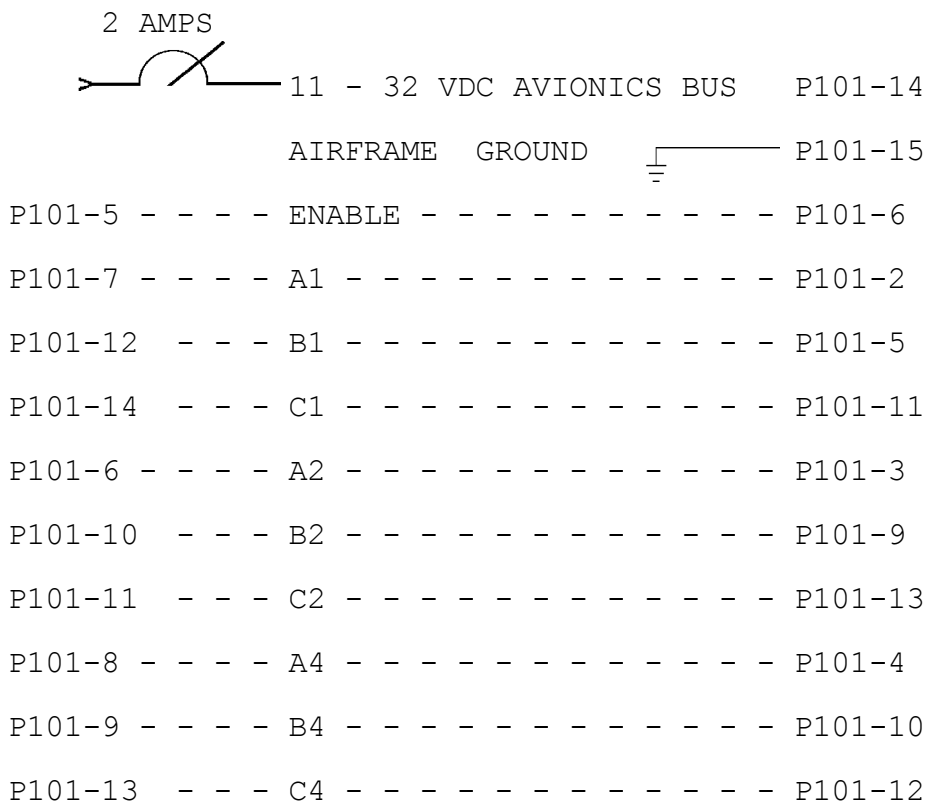 2 AMPS
11 - 32 VDC AVIONICS BUS P101-14
AIRFRAME GROUND P101-15
P101-5 - - - - ENABLE - - - - - - - - - - - P101-6
P101-7 - - - - A1 - - - - - - - - - - - - - P101-2
P101-12 - - - B1 - - - - - - - - - - - - - P101-5
P101-14 - - - C1 - - - - - - - - - - - - - P101-11
P101-6 - - - - A2 - - - - - - - - - - - - - P101-3
P101-10 - - - B2 - - - - - - - - - - - - - P101-9
P101-11 - - - C2 - - - - - - - - - - - - - P101-13
P101-8 - - - - A4 - - - - - - - - - - - - - P101-4
P101-9 - - - - B4 - - - - - - - - - - - - - P101-10
P101-13 - - - C4 - - - - - - - - - - - - - P101-12